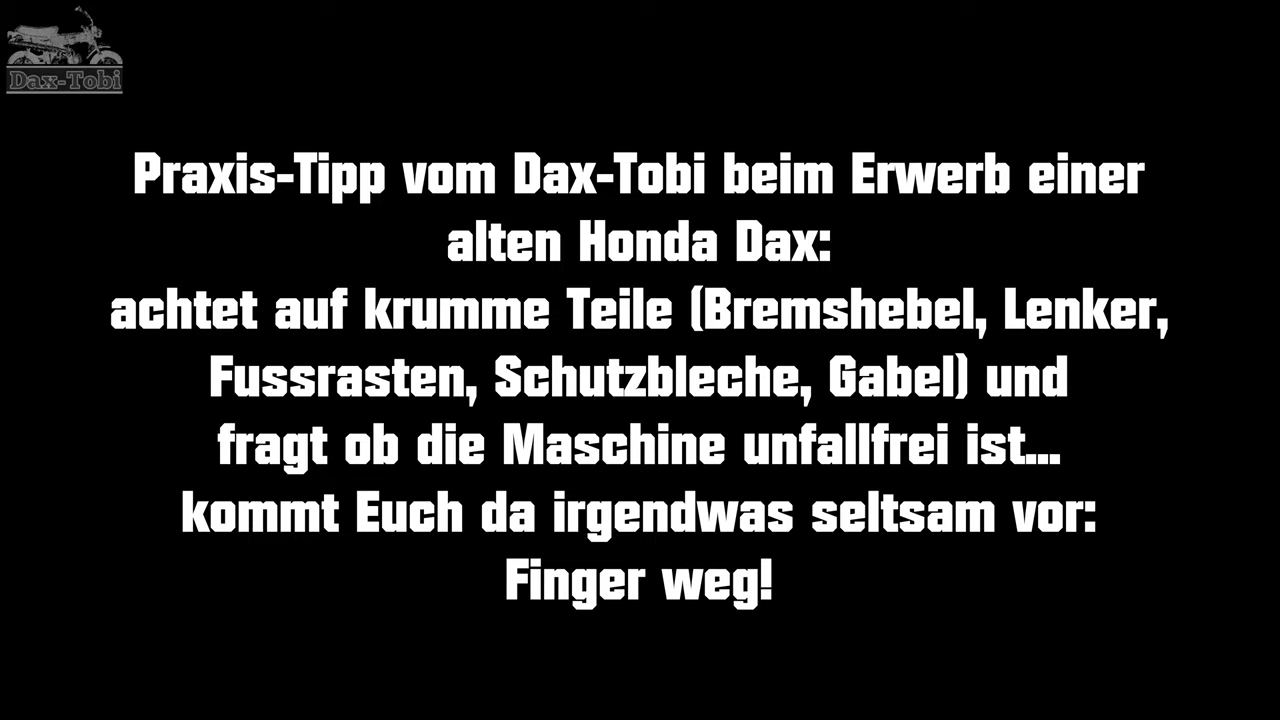 Dax-Tobi
Praxis-Tipp vom Dax-Tobi beim Erwerb einer
alten Honda Dax:
achtet auf krumme Teile (Bremshebel, Lenker,
Fussrasten, Schutzbleche, Gabel) und
fragt ob die Maschine unfallfrei ist...
kommt Euch da irgendwas seltsam vor:
Finger weg!